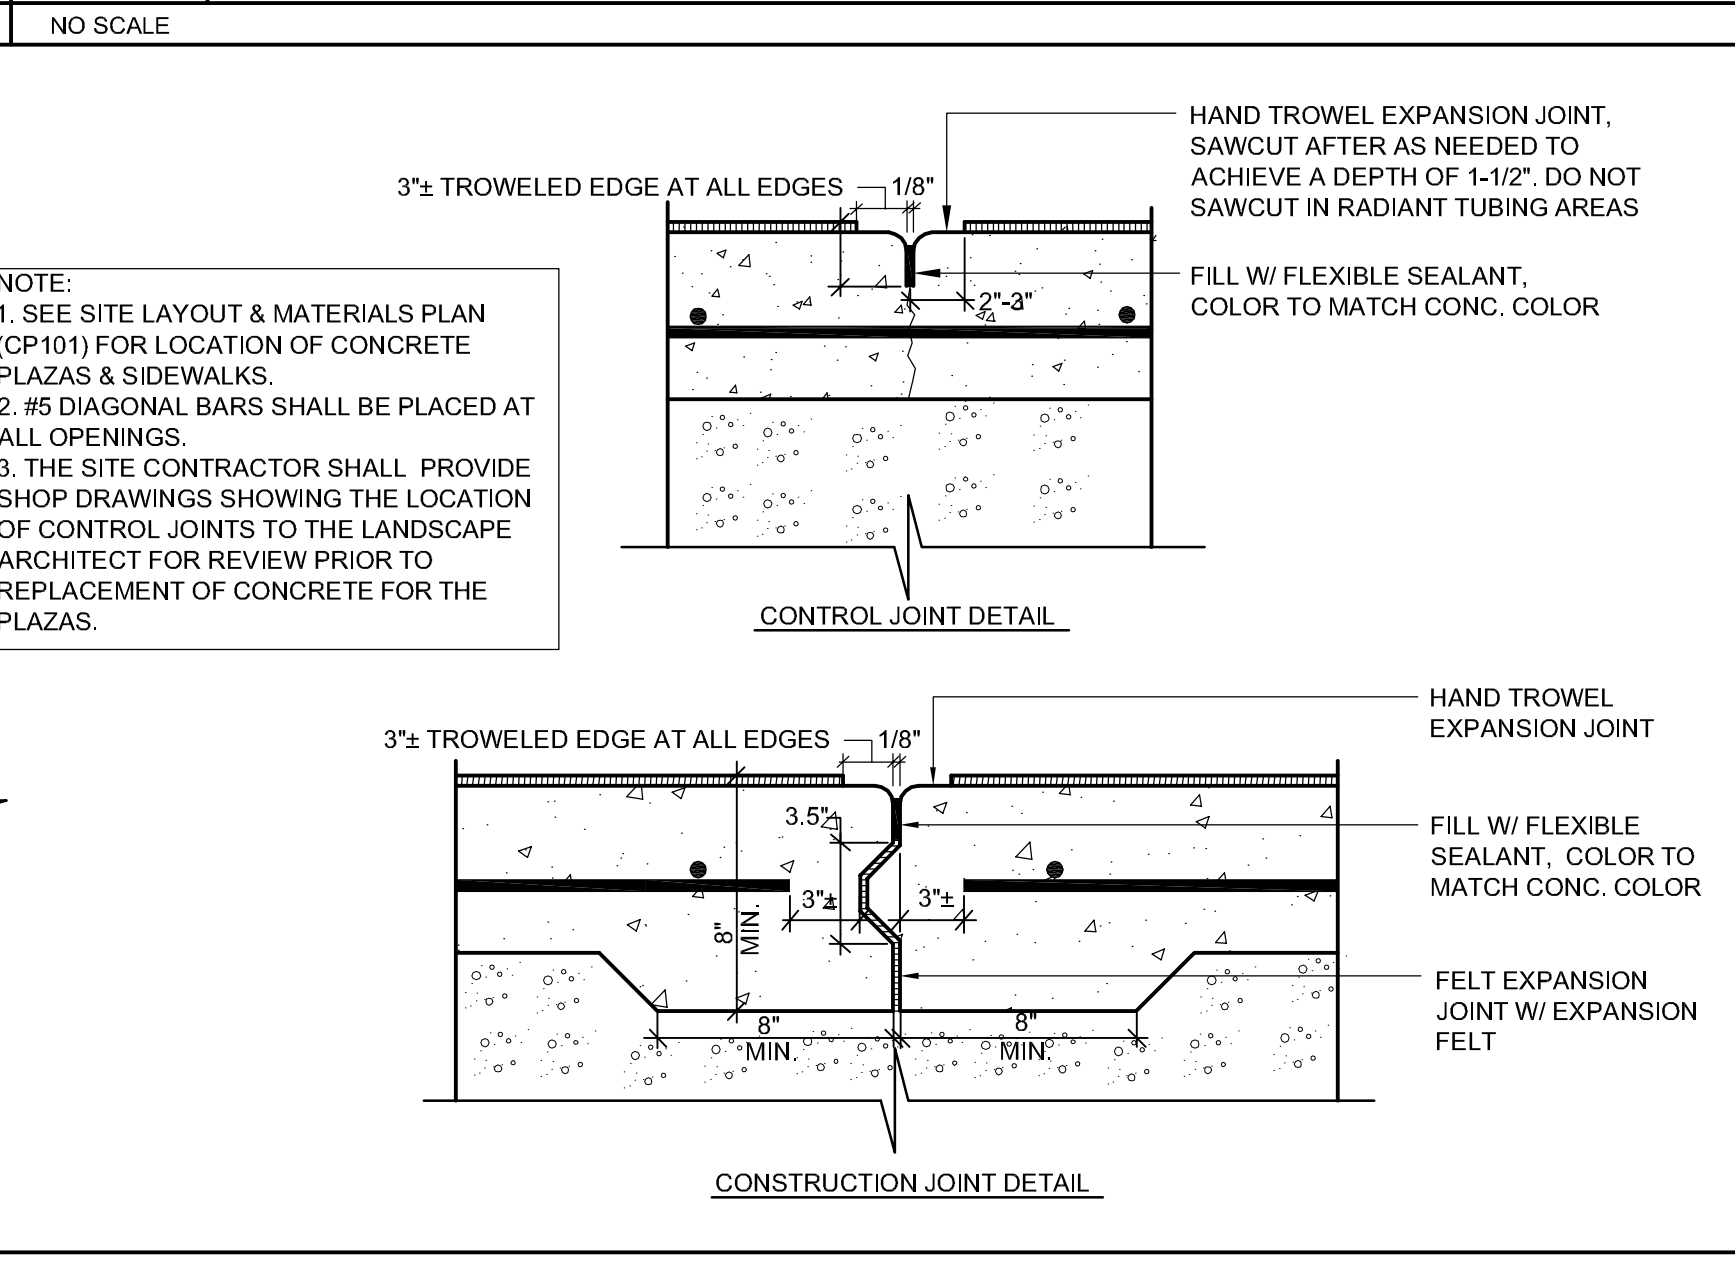 NO SCALE
3"± TROWELED EDGE AT ALL EDGES
1/8"
HAND TROWEL EXPANSION JOINT,
SAWCUT AFTER AS NEEDED TO
ACHIEVE A DEPTH OF 1-1/2". DO NOT
SAWCUT IN RADIANT TUBING AREAS
FILL W/ FLEXIBLE SEALANT,
COLOR TO MATCH CONC. COLOR
2"-3"
NOTE:
1. SEE SITE LAYOUT & MATERIALS PLAN
(CP101) FOR LOCATION OF CONCRETE
PLAZAS & SIDEWALKS.
2. #5 DIAGONAL BARS SHALL BE PLACED AT
ALL OPENINGS.
3. THE SITE CONTRACTOR SHALL PROVIDE
SHOP DRAWINGS SHOWING THE LOCATION
OF CONTROL JOINTS TO THE LANDSCAPE
ARCHITECT FOR REVIEW PRIOR TO
REPLACEMENT OF CONCRETE FOR THE
PLAZAS.
CONTROL JOINT DETAIL
3"± TROWELED EDGE AT ALL EDGES
1/8"
HAND TROWEL
EXPANSION JOINT
3.5"
FILL W/ FLEXIBLE
SEALANT, COLOR TO
MATCH CONC. COLOR
3"±
3"±
8"
MIN.
FELT EXPANSION
JOINT W/ EXPANSION
FELT
8"
MIN.
8"
MIN.
CONSTRUCTION JOINT DETAIL